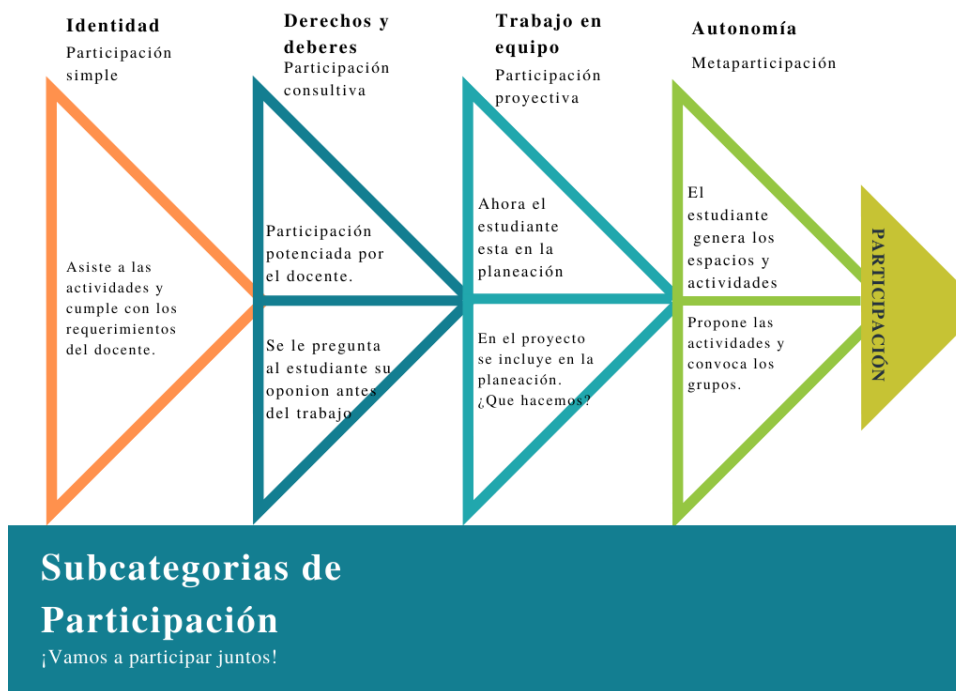 Identidad
Participación
simple
Asiste a las
actividades y
cumple con los
requerimientos
del docente.
Derechos y
deberes
Participación
consultiva
Participación
potenciada por
el docente.
Se le pregunta
al estudiante su
oponion antes
del trabajo
Trabajo en
equipo
Participación
proyectiva
Ahora el
estudiante
esta en la
planeación
En el proyecto
se incluye en la
planeación.
¿Que hacemos?
Autonomía
Metaparticipación
El
estudiante
genera los
espacios y
actividades
Propone las
actividades y
convoca los
grupos.
PARTICIPACIÓN
Subcategorias de
Participación
¡Vamos a participar juntos!